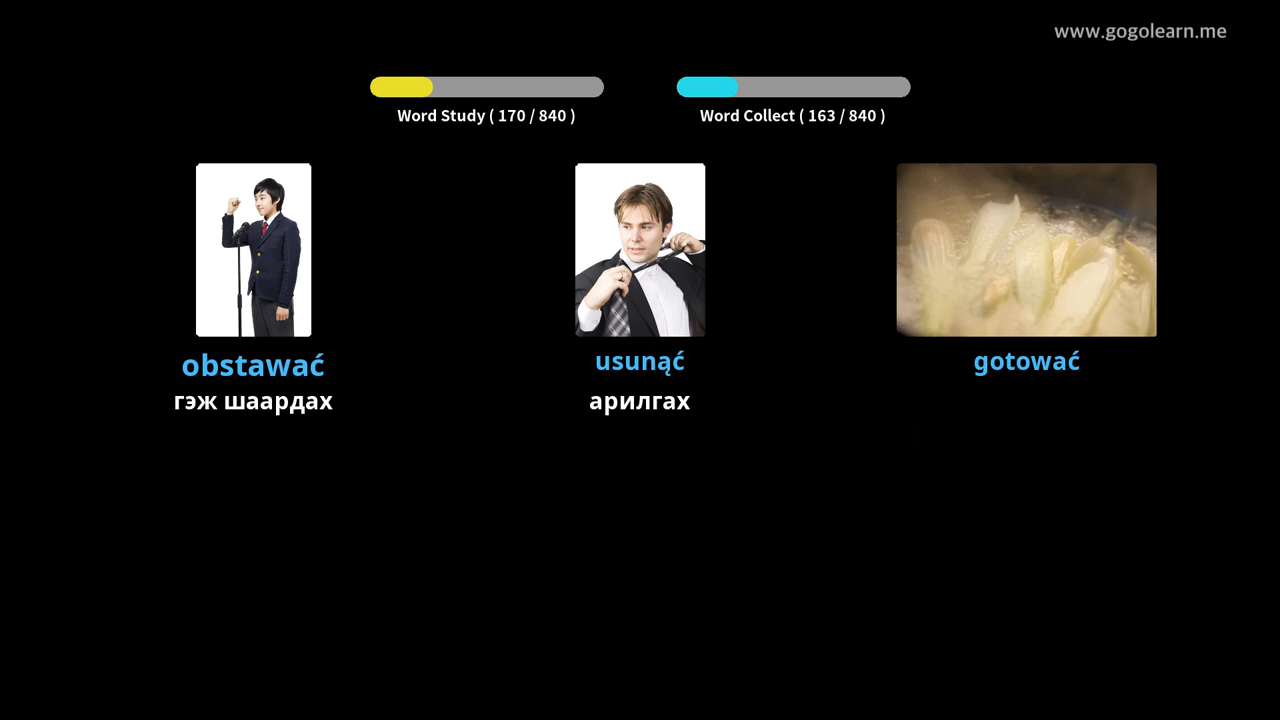 www.gogolearn.me
Word Study ( 170 / 840 )
Word Collect ( 163 / 840 )
obstawać
usunąć
gotować
гэж шаардах
арилгах